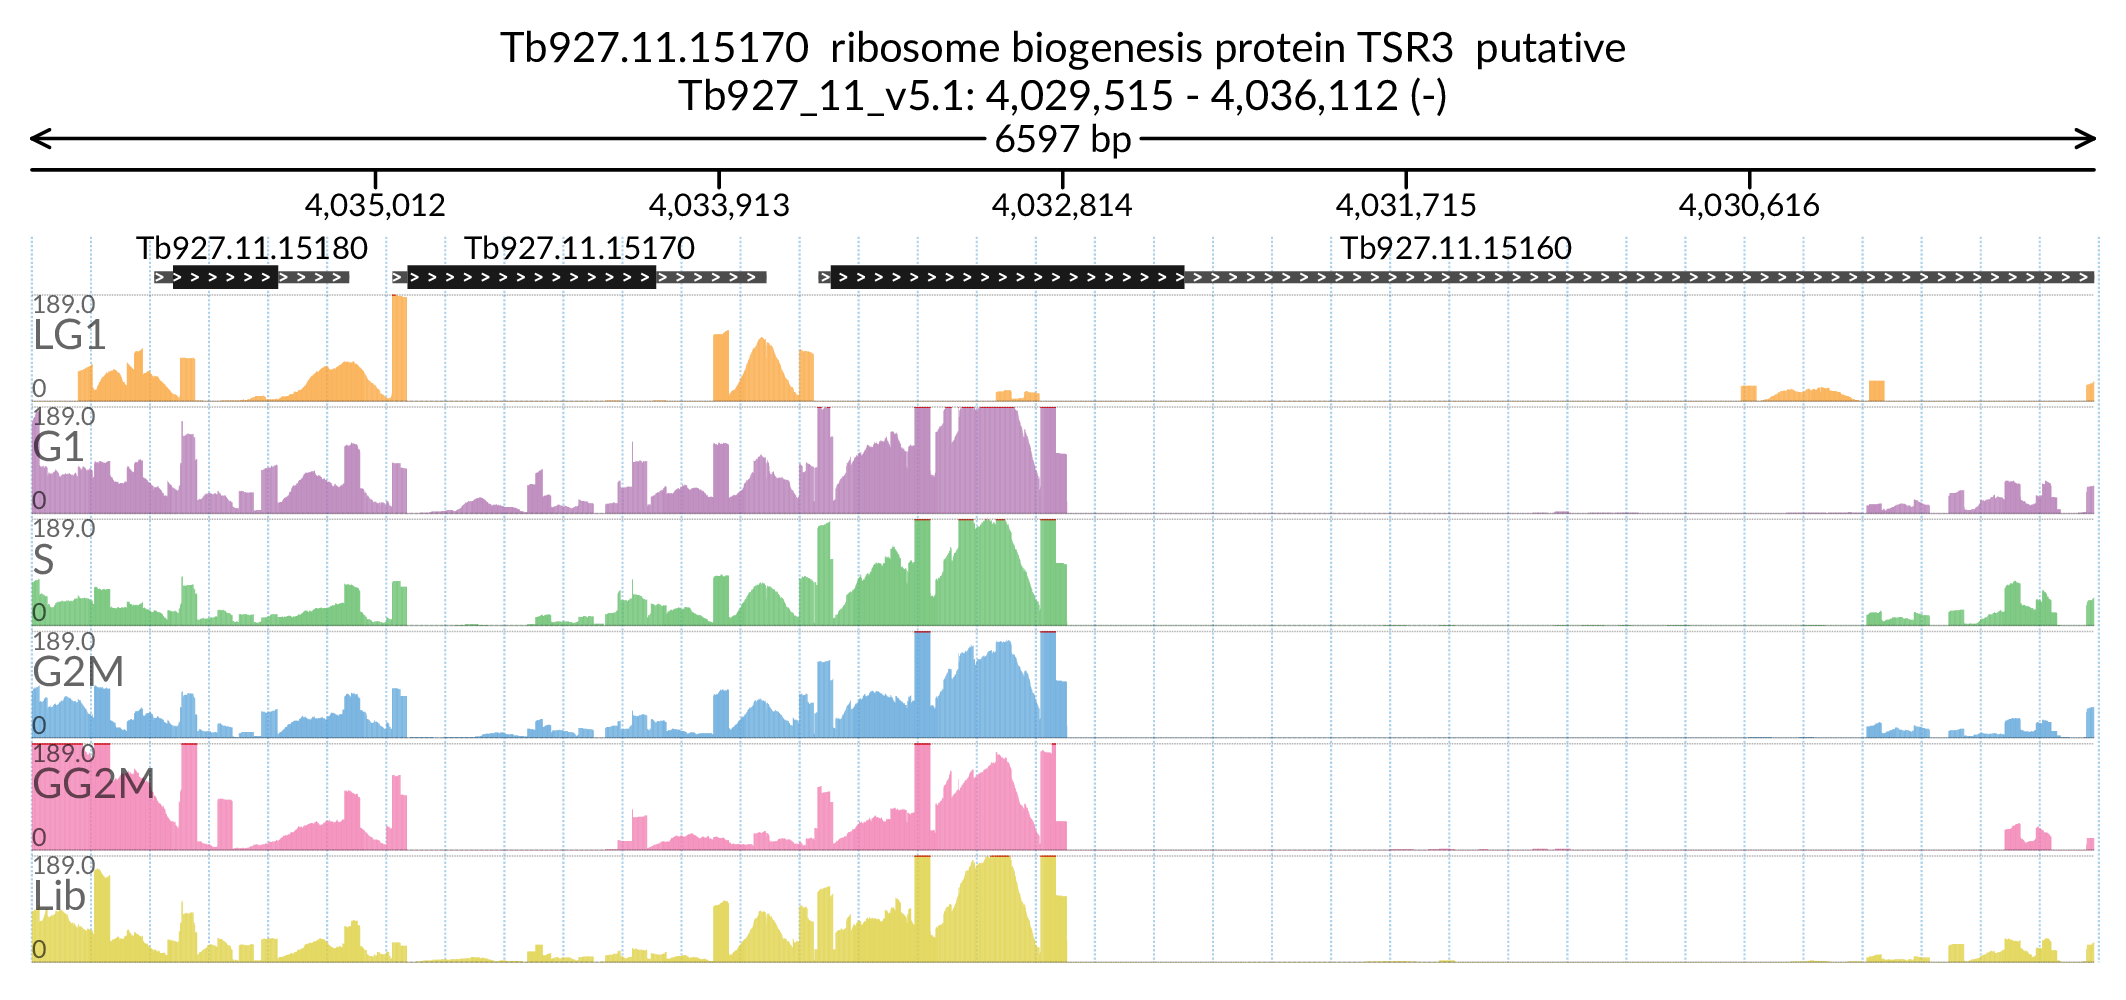 Tb927.11.15170 ribosome biogenesis protein TSR3 putative
Tb927_11_v5.1: 4,029,515 - 4,036,112 (-)
6597 bp
4,035,012 4,033,913 4,032,814 4,031,715 4,030,616
Tb927.11.15180 Tb927.11.15170 Tb927.11.15160
189.0
LG1
0
189.0
G1
0
189.0
S
0
189.0
G2M
0
189.0
GG2M
0
189.0
Lib
0